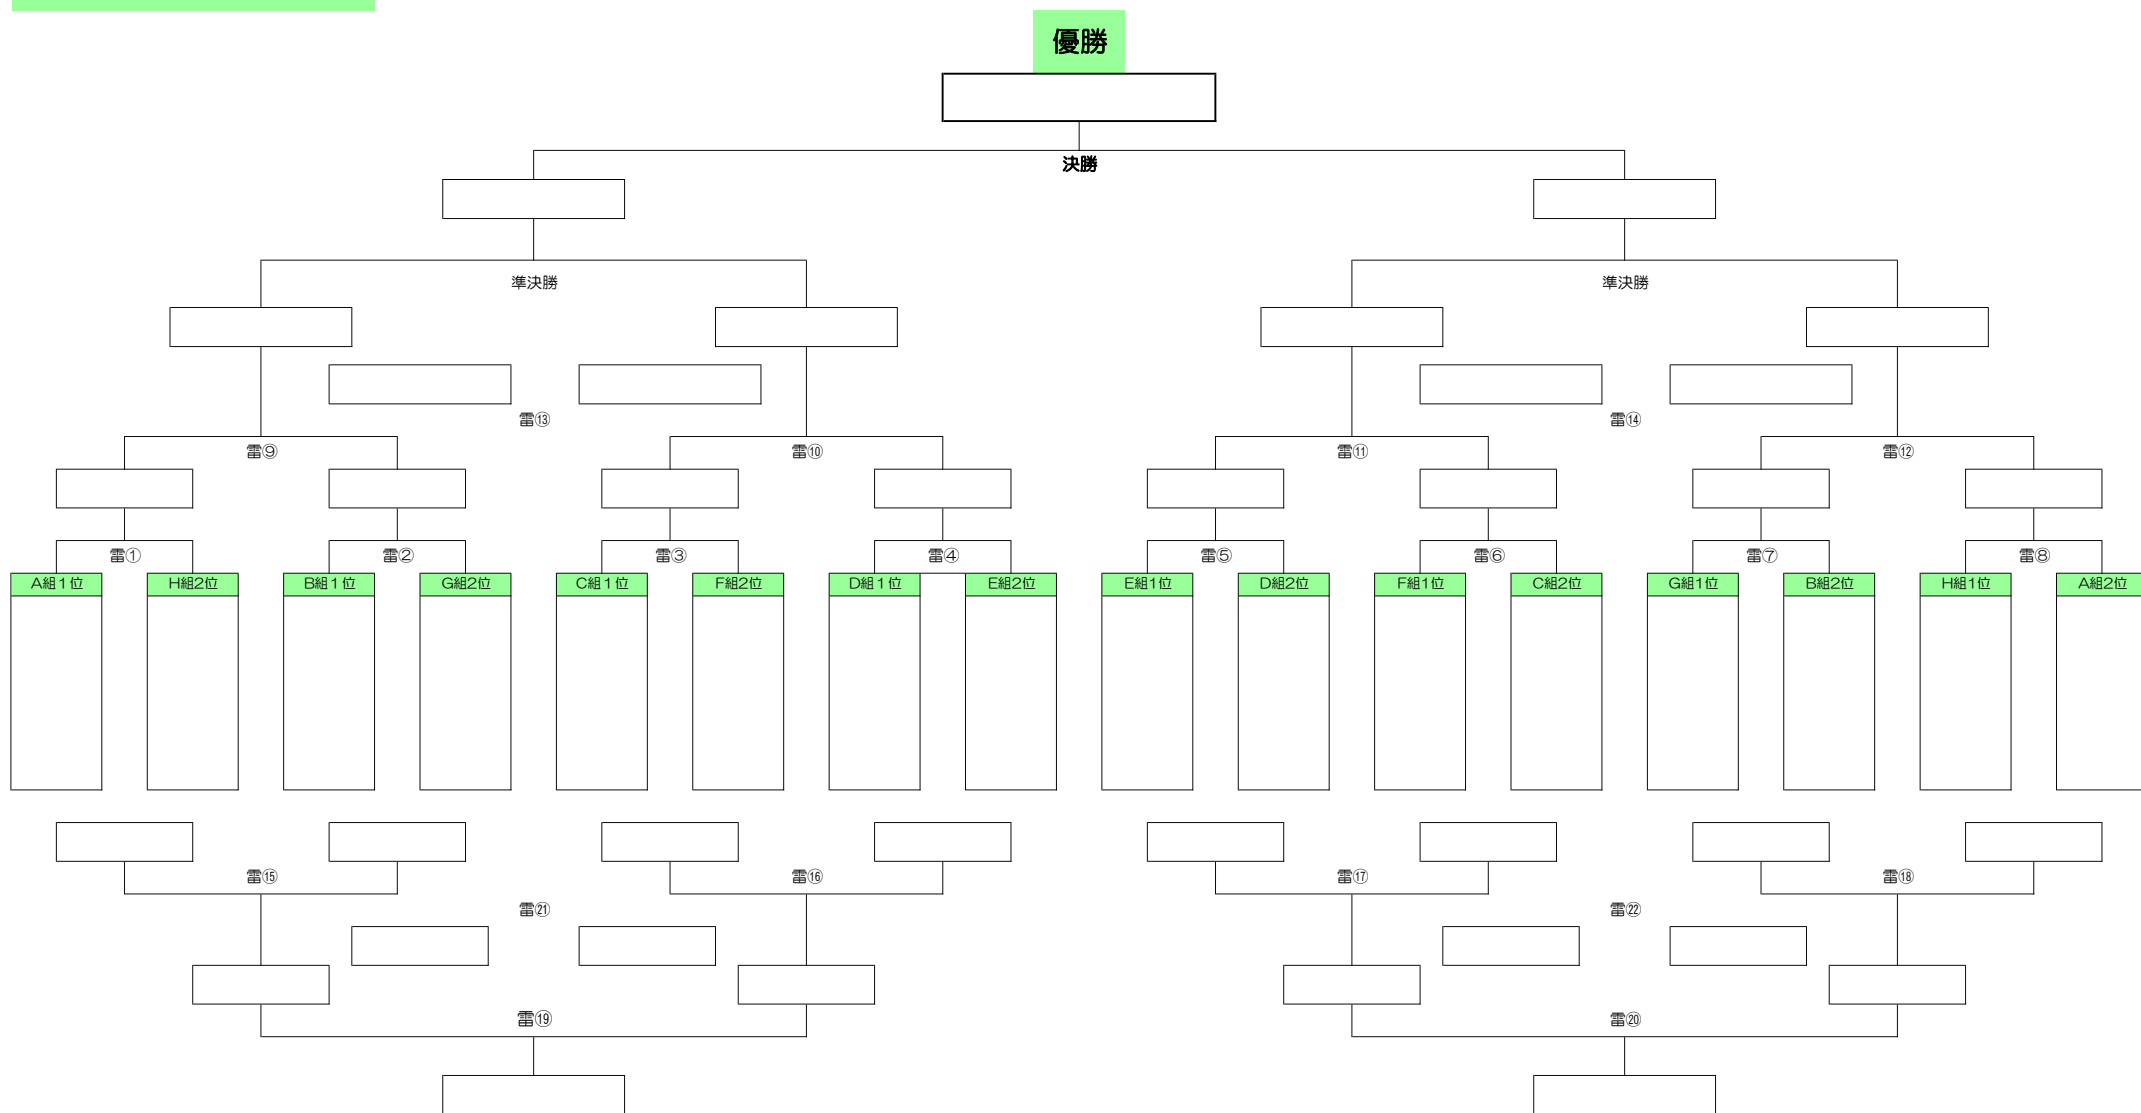 優勝
決勝
準決勝 準決勝
雷⑬ 雷⑭
雷⑨ 雷⑩ 雷⑪ 雷⑫
雷① 雷② 雷③ 雷④ 雷⑤ 雷⑥ 雷⑦ 雷⑧
A組1位 H組2位 B組1位 G組2位 C組1位 F組2位 D組1位 E組2位 E組1位 D組2位 F組1位 C組2位 G組1位 B組2位 H組1位 A組2位
雷⑮ 雷⑯ 雷⑰ 雷⑱
雷㉑ 雷㉒
雷⑲ 雷⑳